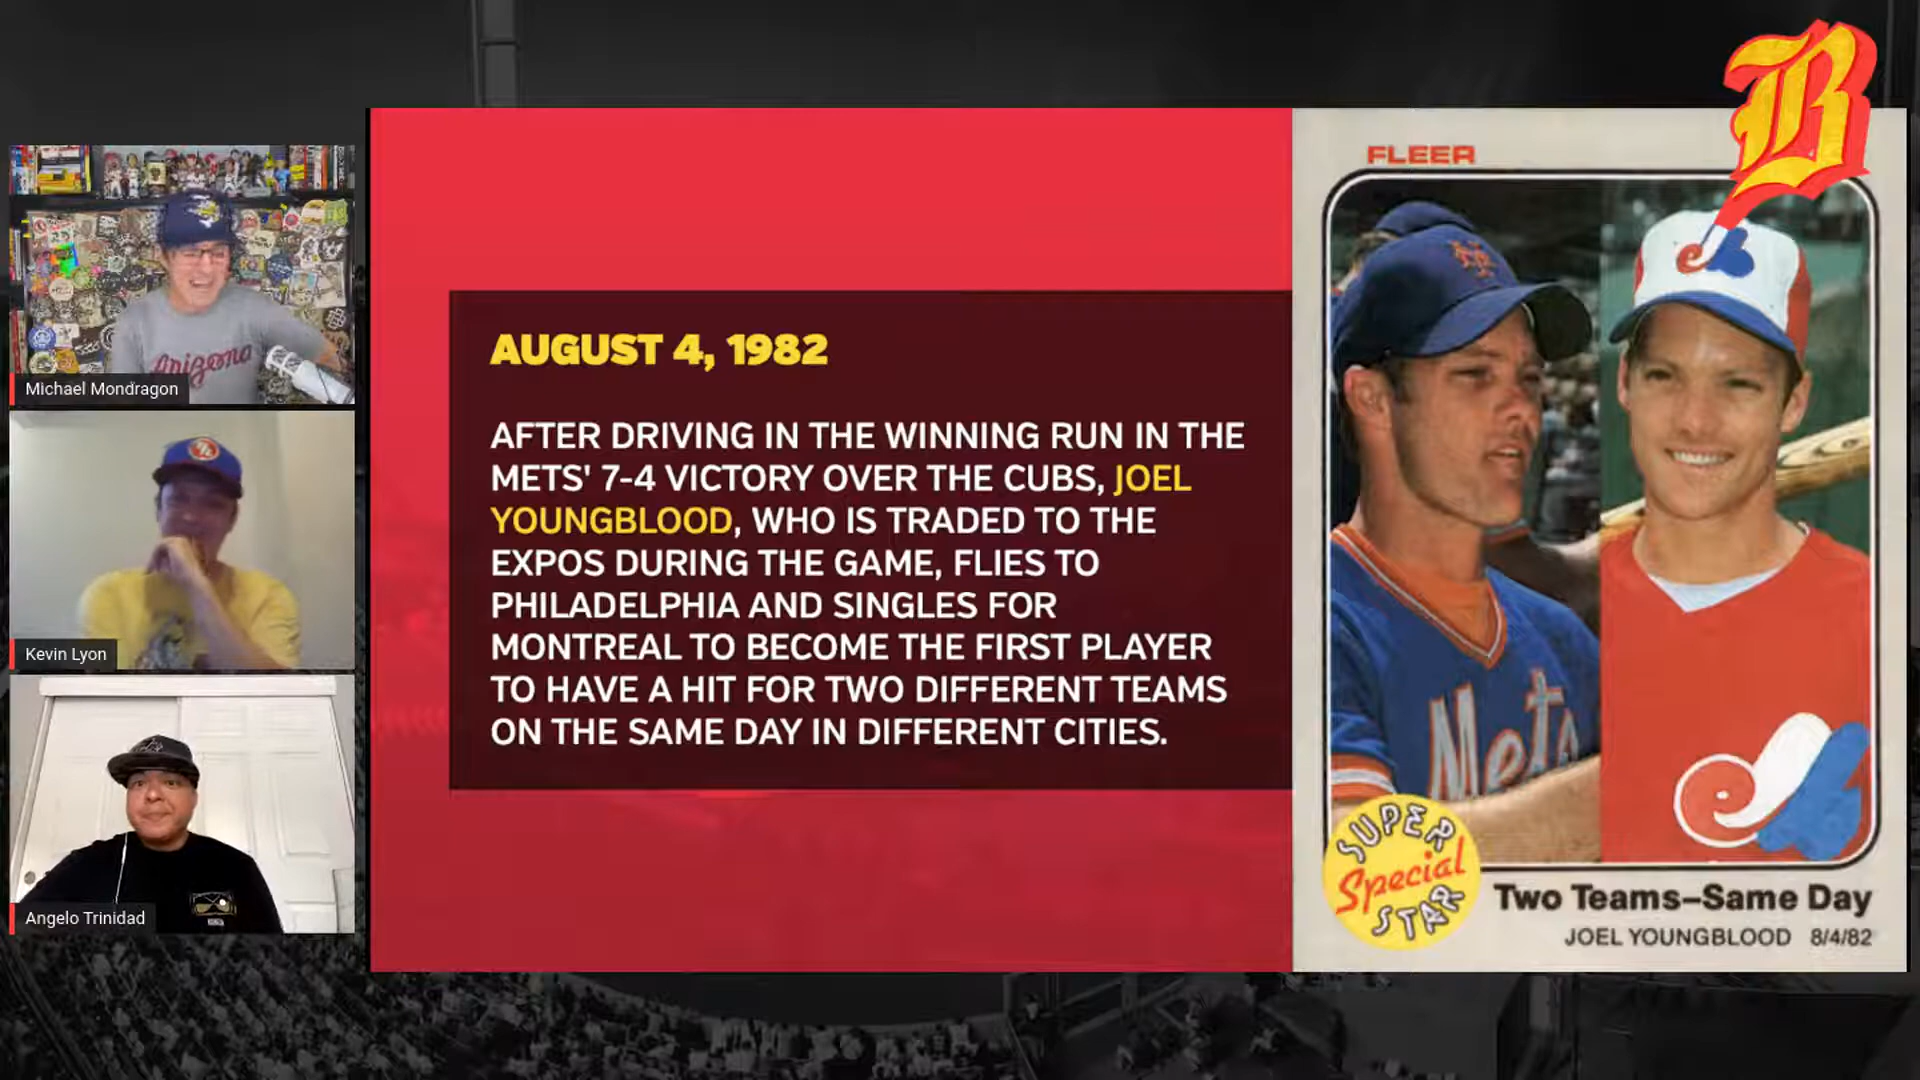 Arizona
Michael Mondragon
Kevin Lyon
Angelo Trinidad
AUGUST 4, 1982
AFTER DRIVING IN THE WINNING RUN IN THE
METS' 7-4 VICTORY OVER THE CUBS, JOEL
YOUNGBLOOD, WHO IS TRADED TO THE
EXPOS DURING THE GAME, FLIES TO
PHILADELPHIA AND SINGLES FOR
MONTREAL TO BECOME THE FIRST PLAYER
TO HAVE A HIT FOR TWO DIFFERENT TEAMS
ON THE SAME DAY IN DIFFERENT CITIES.
B
FLEER
NY
Mets
SUPER
Special
STAR
Two Teams–Same Day
JOEL YOUNGBLOOD 8/4/82